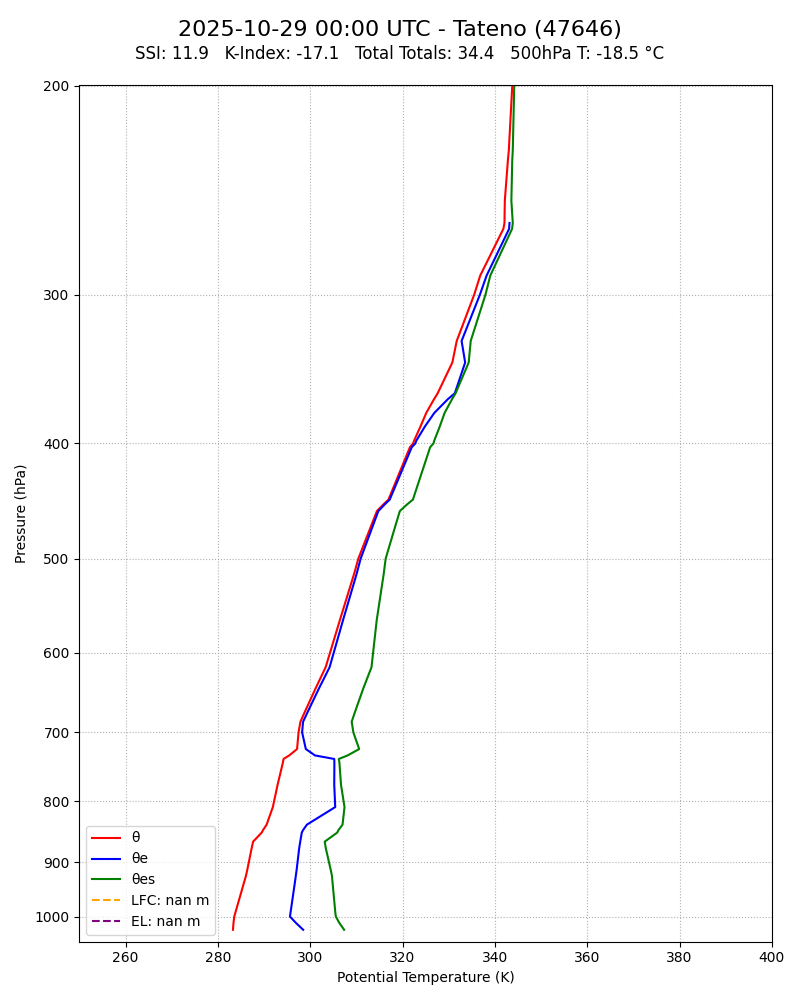 2025-10-29 00:00 UTC - Tateno (47646)
SSI: 11.9   K-Index: -17.1   Total Totals: 34.4   500hPa T: -18.5 °C
200
300
400
500
600
700
800
900
1000
Pressure (hPa)
θ
θe
θes
LFC: nan m
EL: nan m
260 280 300 320 340 360 380 400
Potential Temperature (K)